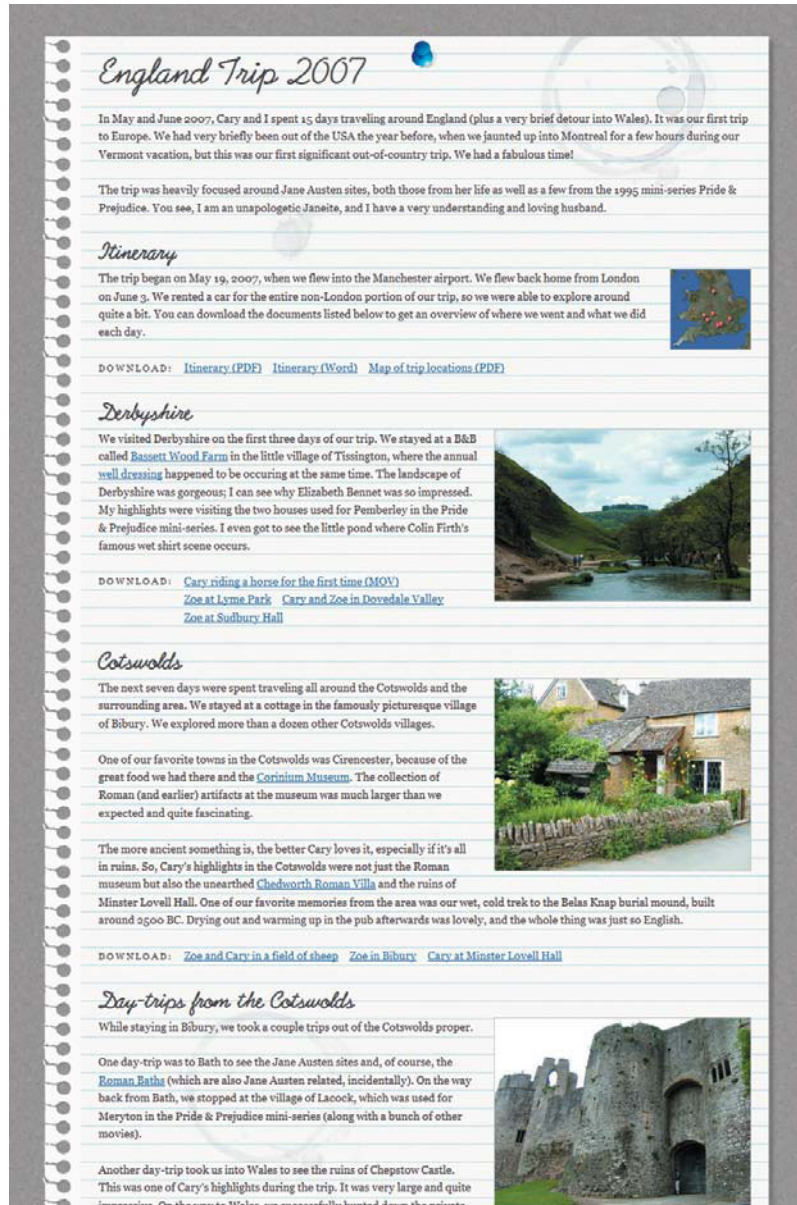 England Trip 2007
In May and June 2007, Cary and I spent 15 days traveling around England (plus a very brief detour into Wales). It was our first trip
to Europe. We had very briefly been out of the USA the year before, when we jaunted up into Montreal for a few hours during our
Vermont vacation, but this was our first significant out-of-country trip. We had a fabulous time!
The trip was heavily focused around Jane Austen sites, both those from her life as well as a few from the 1995 mini-series Pride &
Prejudice. You see, I am an unapologetic Janeite, and I have a very understanding and loving husband.
Itinerary
The trip began on May 19, 2007, when we flew into the Manchester airport. We flew back home from London
on June 3. We rented a car for the entire non-London portion of our trip, so we were able to explore around
quite a bit. You can download the documents listed below to get an overview of where we went and what we did
each day.
DOWNLOAD: Itinerary (PDF) Itinerary (Word) Map of trip locations (PDF)
Derbyshire
We visited Derbyshire on the first three days of our trip. We stayed at a B&B
called Bassett Wood Farm in the little village of Tissington, where the annual
well dressing happened to be occuring at the same time. The landscape of
Derbyshire was gorgeous; I can see why Elizabeth Bennet was so impressed.
My highlights were visiting the two houses used for Pemberley in the Pride
& Prejudice mini-series. I even got to see the little pond where Colin Firth's
famous wet shirt scene occurs.
DOWNLOAD: Cary riding a horse for the first time (MOV)
Zoe at Lyme Park Cary and Zoe in Dovedale Valley
Zoe at Sudbury Hall
Cotswolds
The next seven days were spent traveling all around the Cotswolds and the
surrounding area. We stayed at a cottage in the famously picturesque village
of Bibury. We explored more than a dozen other Cotswolds villages.
One of our favorite towns in the Cotswolds was Cirencester, because of the
great food we had there and the Corinium Museum. The collection of
Roman (and earlier) artifacts at the museum was much larger than we
expected and quite fascinating.
The more ancient something is, the better Cary loves it, especially if it's all
in ruins. So, Cary's highlights in the Cotswolds were not just the Roman
museum but also the unearthed Chedworth Roman Villa and the ruins of
Minster Lovell Hall. One of our favorite memories from the area was our wet, cold trek to the Belas Knap burial mound, built
around 2500 BC. Drying out and warming up in the pub afterwards was lovely, and the whole thing was just so English.
DOWNLOAD: Zoe and Cary in a field of sheep Zoe in Bibury Cary at Minster Lovell Hall
Day-trips from the Cotswolds
While staying in Bibury, we took a couple trips out of the Cotswolds proper.
One day-trip was to Bath to see the Jane Austen sites and, of course, the
Roman Baths (which are also Jane Austen related, incidentally). On the way
back from Bath, we stopped at the village of Lacock, which was used for
Meryton in the Pride & Prejudice mini-series (along with a bunch of other
movies).
Another day-trip took us into Wales to see the ruins of Chepstow Castle.
This was one of Cary's highlights during the trip. It was very large and quite
impressive. On the way to Wales, we successfully hunted down the private